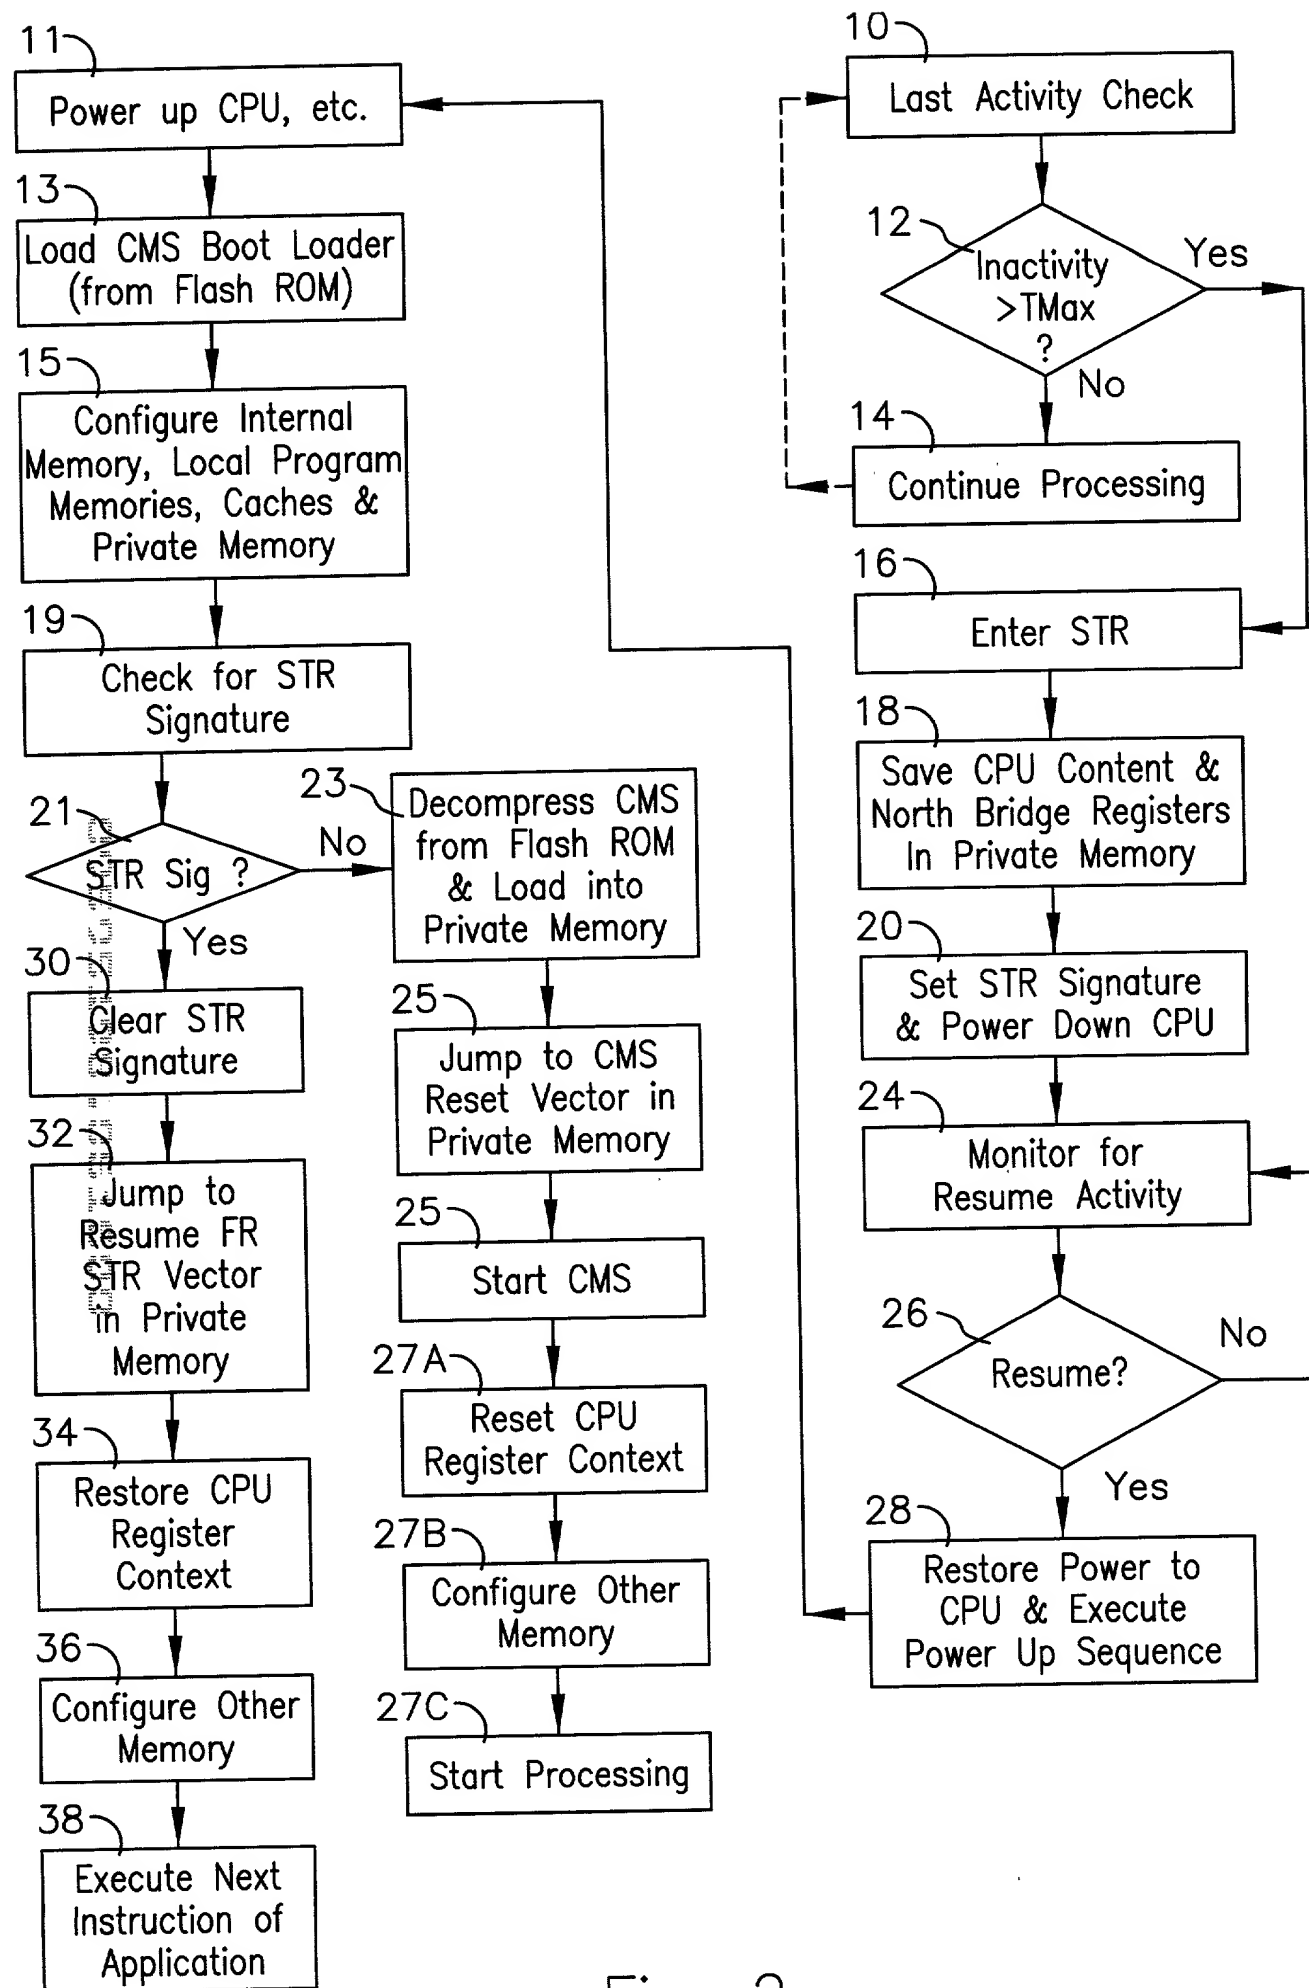 11
Power up CPU, etc.
13
Load CMS Boot Loader
(from Flash ROM)
15
Configure Internal
Memory, Local Program
Memories, Caches &
Private Memory
19
Check for STR
Signature
21
STR Sig ?
No
Yes
30
Clear STR
Signature
32
Jump to
Resume FR
STR Vector
in Private
Memory
34
Restore CPU
Register
Context
36
Configure Other
Memory
38
Execute Next
Instruction of
Application
23
Decompress CMS
from Flash ROM
& Load into
Private Memory
25
Jump to CMS
Reset Vector in
Private Memory
25
Start CMS
27A
Reset CPU
Register Context
27B
Configure Other
Memory
27C
Start Processing
10
Last Activity Check
12
Inactivity
>TMax
?
Yes
No
14
Continue Processing
16
Enter STR
18
Save CPU Content &
North Bridge Registers
In Private Memory
20
Set STR Signature
& Power Down CPU
24
Monitor for
Resume Activity
26
Resume?
No
Yes
28
Restore Power to
CPU & Execute
Power Up Sequence